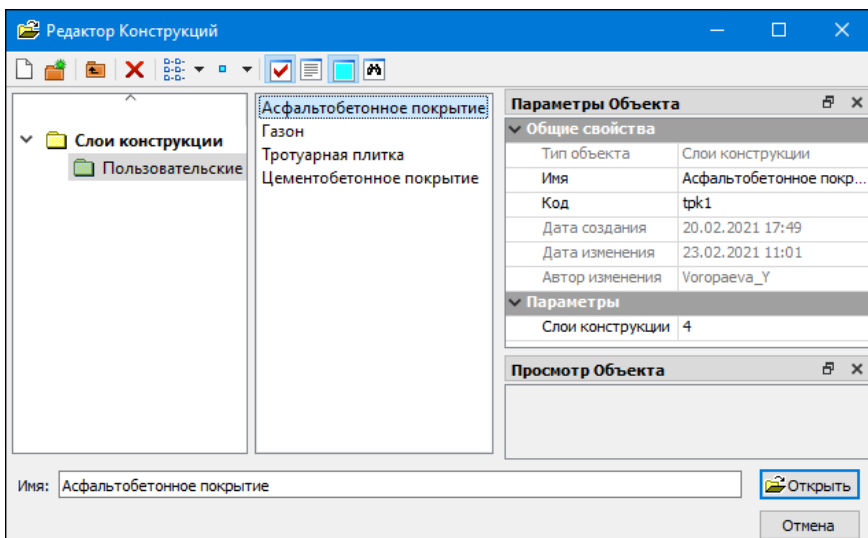 Редактор Конструкций
Слои конструкции
Пользовательские
Асфальтобетонное покрытие
Газон
Тротуарная плитка
Цементобетонное покрытие
Параметры Объекта
Общие свойства
Тип объекта Слои конструкции
Имя Асфальтобетонное покр...
Код tpk1
Дата создания 20.02.2021 17:49
Дата изменения 23.02.2021 11:01
Автор изменения Voropaeva_Y
Параметры
Слои конструкции 4
Просмотр Объекта
Имя: Асфальтобетонное покрытие
Открыть
Отмена